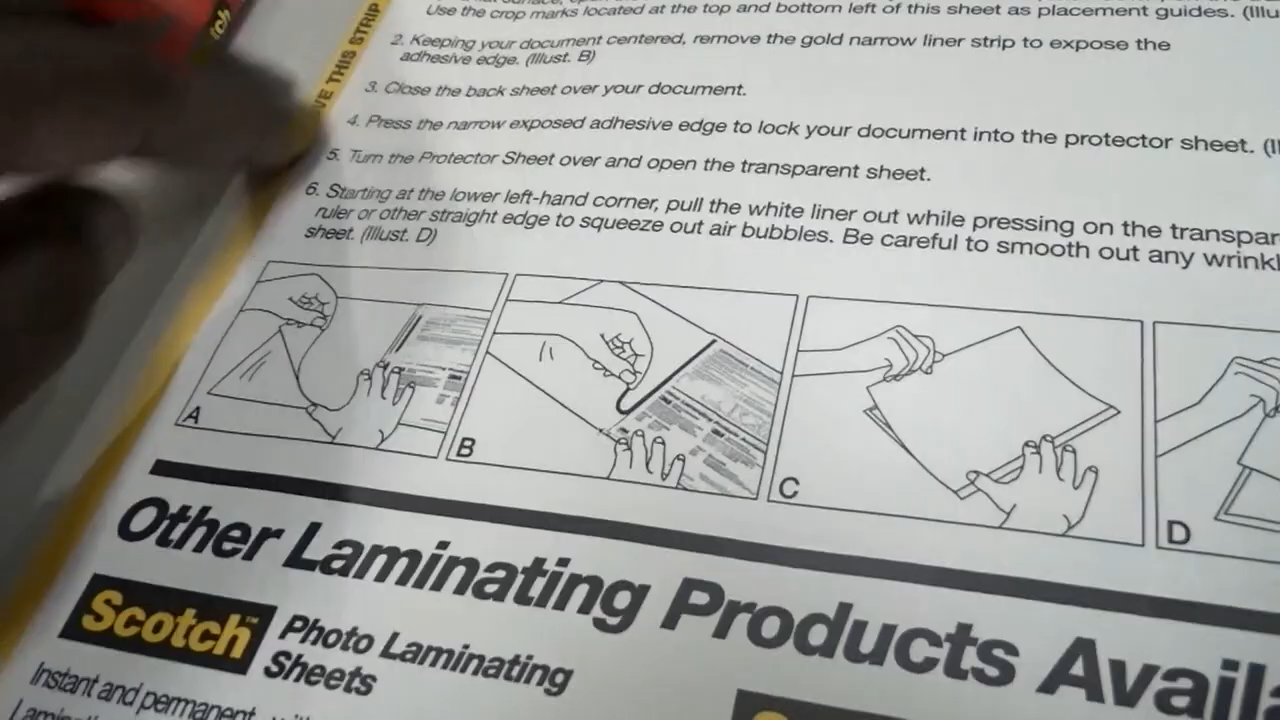 Use the crop marks located at the top and bottom left of this sheet as placement guides. (Illu
2. Keeping your document centered, remove the gold narrow liner strip to expose the
adhesive edge. (Illust. B)
3. Close the back sheet over your document.
4. Press the narrow exposed adhesive edge to lock your document into the protector sheet. (Il
5. Turn the Protector Sheet over and open the transparent sheet.
6. Starting at the lower left-hand corner, pull the white liner out while pressing on the transpar
ruler or other straight edge to squeeze out air bubbles. Be careful to smooth out any wrinkl
sheet. (Illust. D)
VE THIS STRIP
A
B
C
D
Other Laminating Products Availa
Scotch™ Photo Laminating
Sheets
Instant and permanent